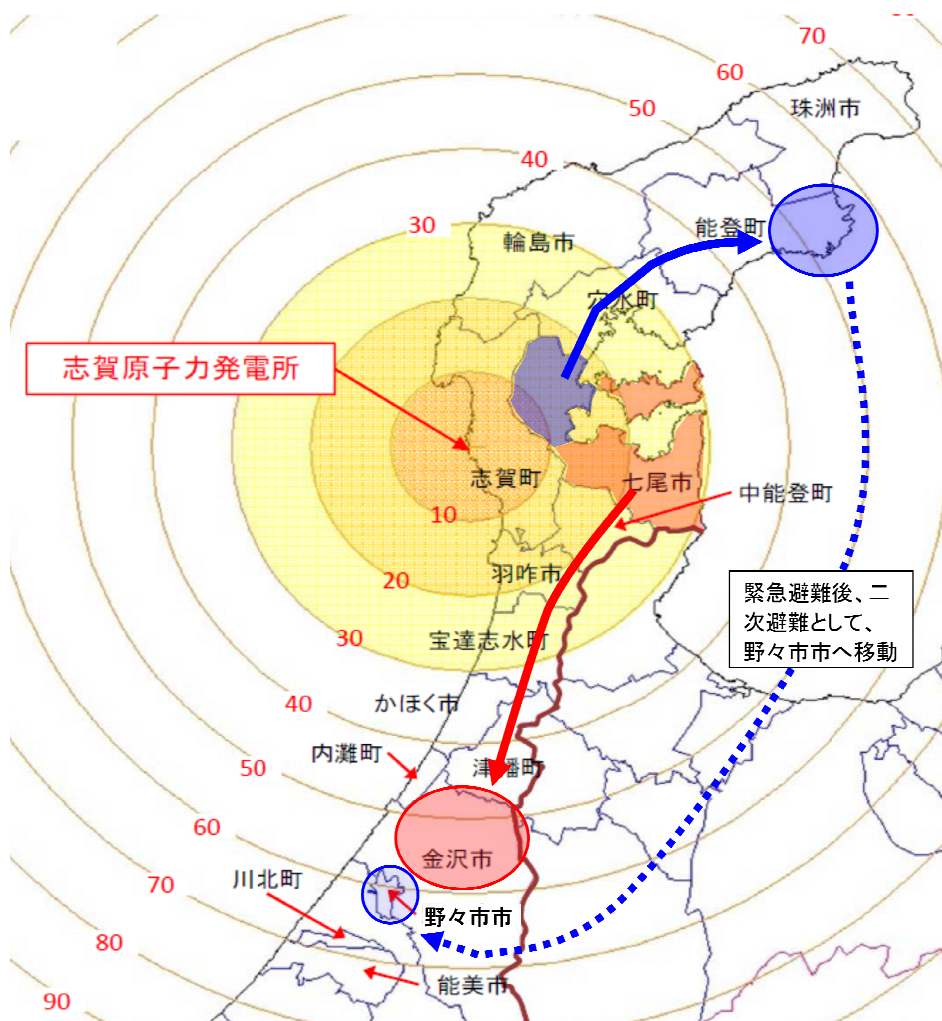 70
60
珠洲市
50
40
能登町
30
輪島市
穴水町
志賀原子力発電所
志賀町
七尾市
中能登町
10
羽咋市
20
緊急避難後、二
次避難として、
野々市市へ移動
30
宝達志水町
かほく市
40
内灘町
津幡町
50
60
金沢市
川北町
70
野々市市
80
能美市
90